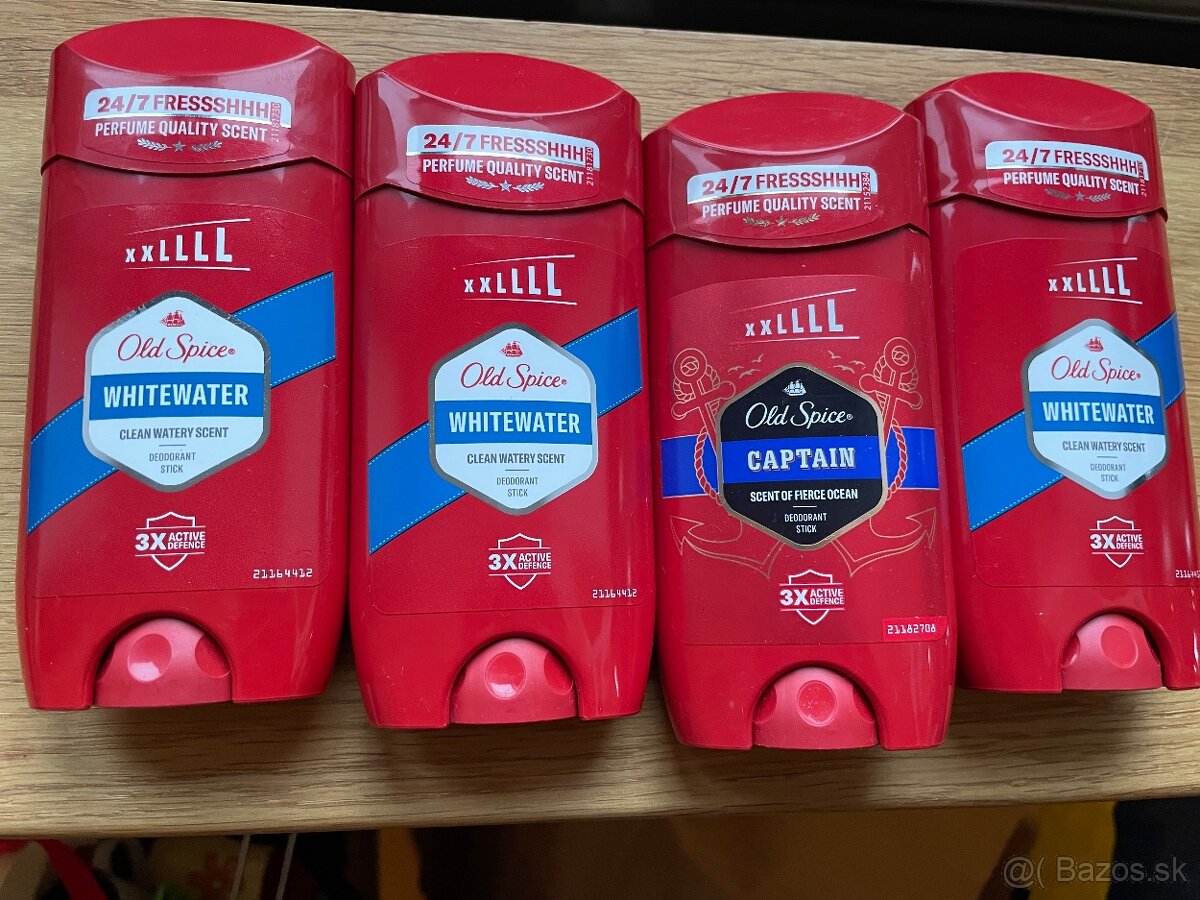 24/7 FRESSSHHH
PERFUME QUALITY SCENT
21181730
xxLLLL
Old Spice®
WHITEWATER
CLEAN WATERY SCENT
DEODORANT
STICK
3X ACTIVE
DEFENCE
21164412
24/7 FRESSSHHH
PERFUME QUALITY SCENT
21181730
xxLLLL
Old Spice®
WHITEWATER
CLEAN WATERY SCENT
DEODORANT
STICK
3X ACTIVE
DEFENCE
21164412
24/7 FRESSSHHH
PERFUME QUALITY SCENT
21152384
xxLLLL
Old Spice®
CAPTAIN
SCENT OF FIERCE OCEAN
DEODORANT
STICK
3X ACTIVE
DEFENCE
21182708
24/7 FRESSSHHH
PERFUME QUALITY SCENT
xxLLLL
Old Spice®
WHITEWATER
CLEAN WATERY SCENT
DEODORANT
STICK
3X ACTIVE
DEFENCE
@( Bazos.sk